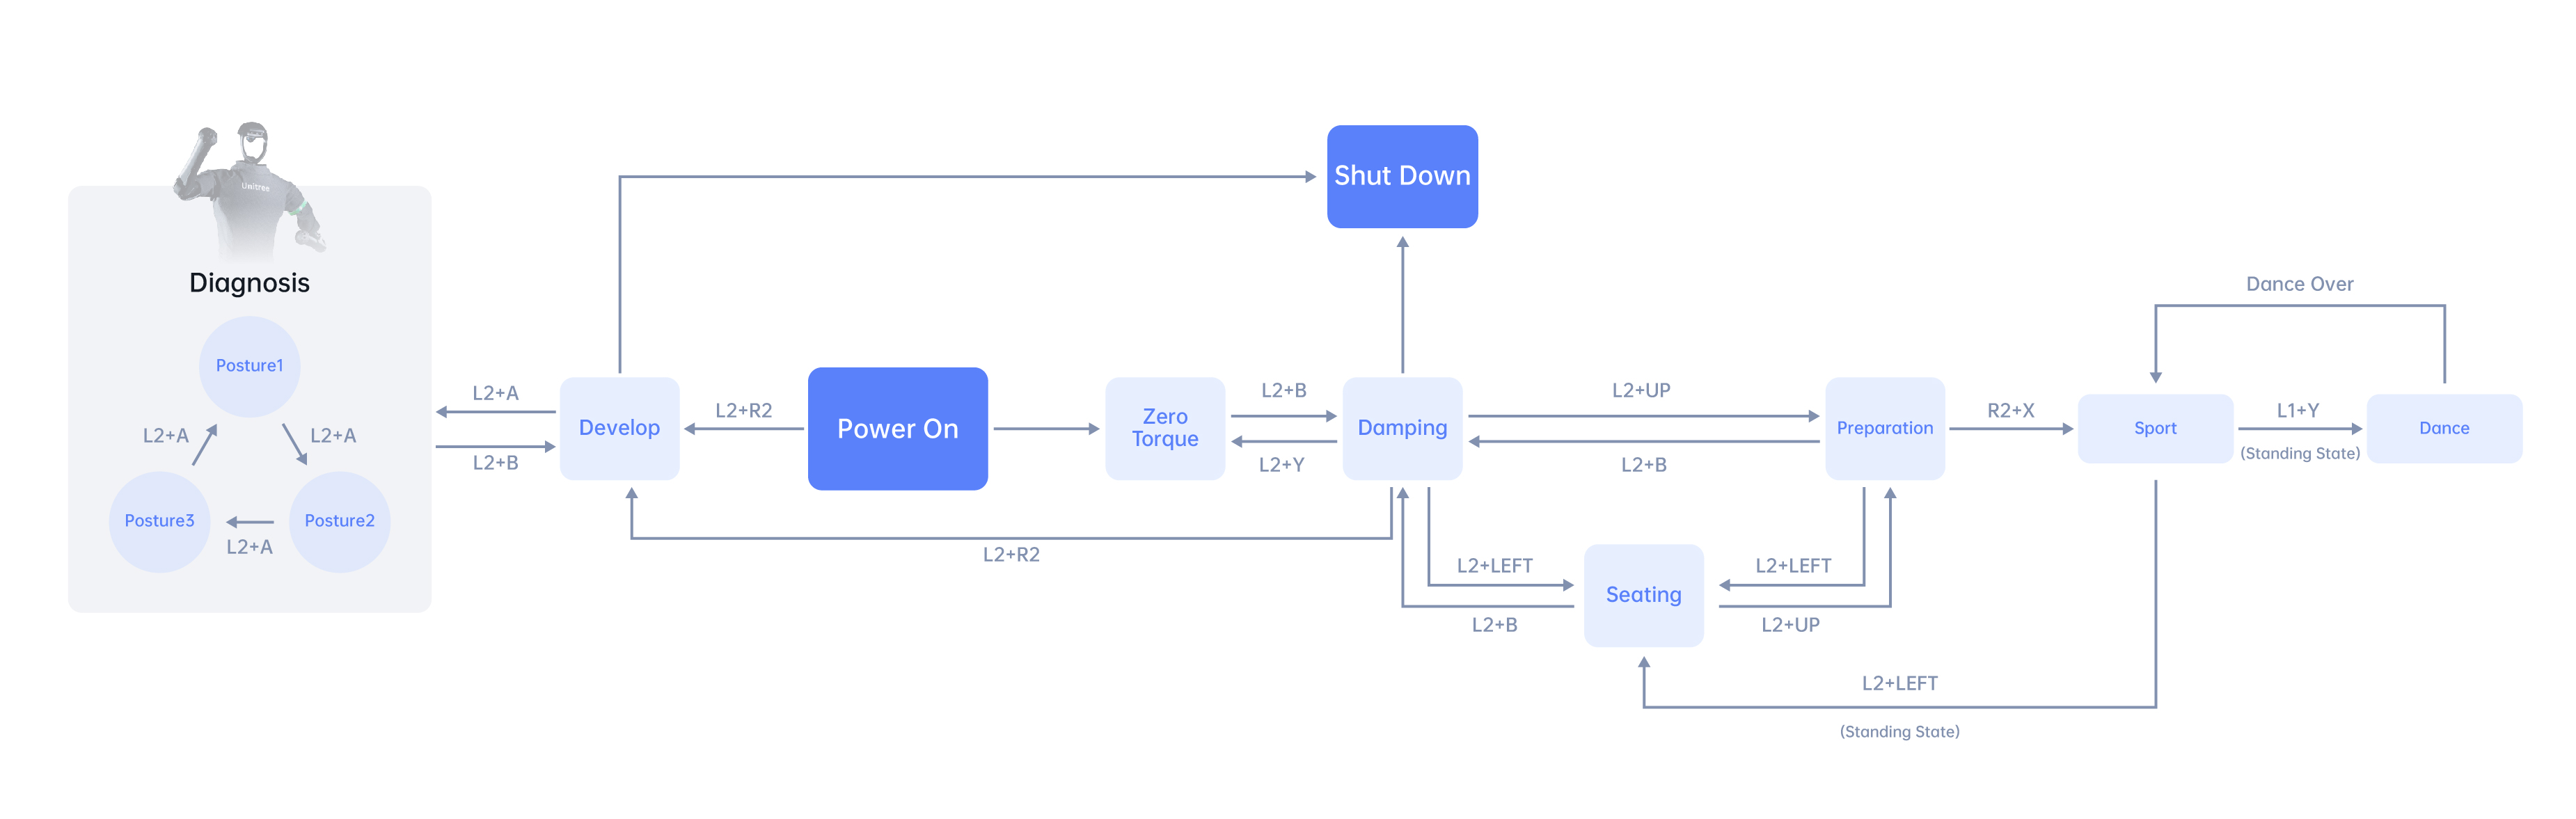 Unitree
Diagnosis
Posture1
L2+A
L2+A
Posture3
Posture2
L2+A
L2+A
L2+B
Develop
L2+R2
Power On
Shut Down
Zero
Torque
L2+B
L2+Y
Damping
L2+R2
L2+UP
L2+B
L2+LEFT
L2+B
Seating
L2+LEFT
L2+UP
Preparation
R2+X
Sport
L1+Y
(Standing State)
Dance
Dance Over
L2+LEFT
(Standing State)